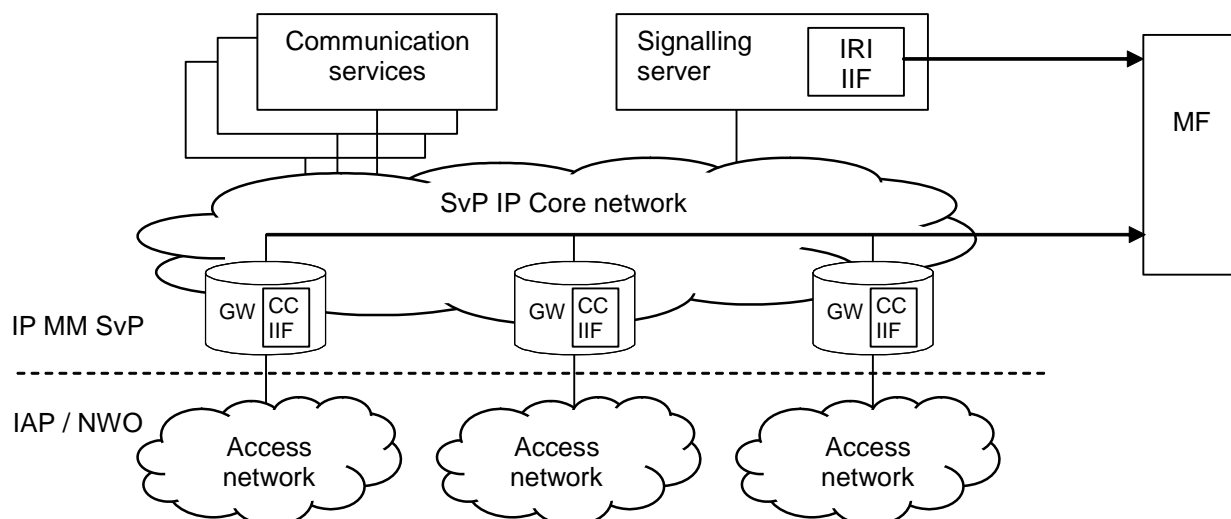 Communication
services
Signalling
server
IRI
IIF
MF
SvP IP Core network
GW
CC
IIF
GW
CC
IIF
GW
CC
IIF
IP MM SvP
IAP / NWO
Access
network
Access
network
Access
network